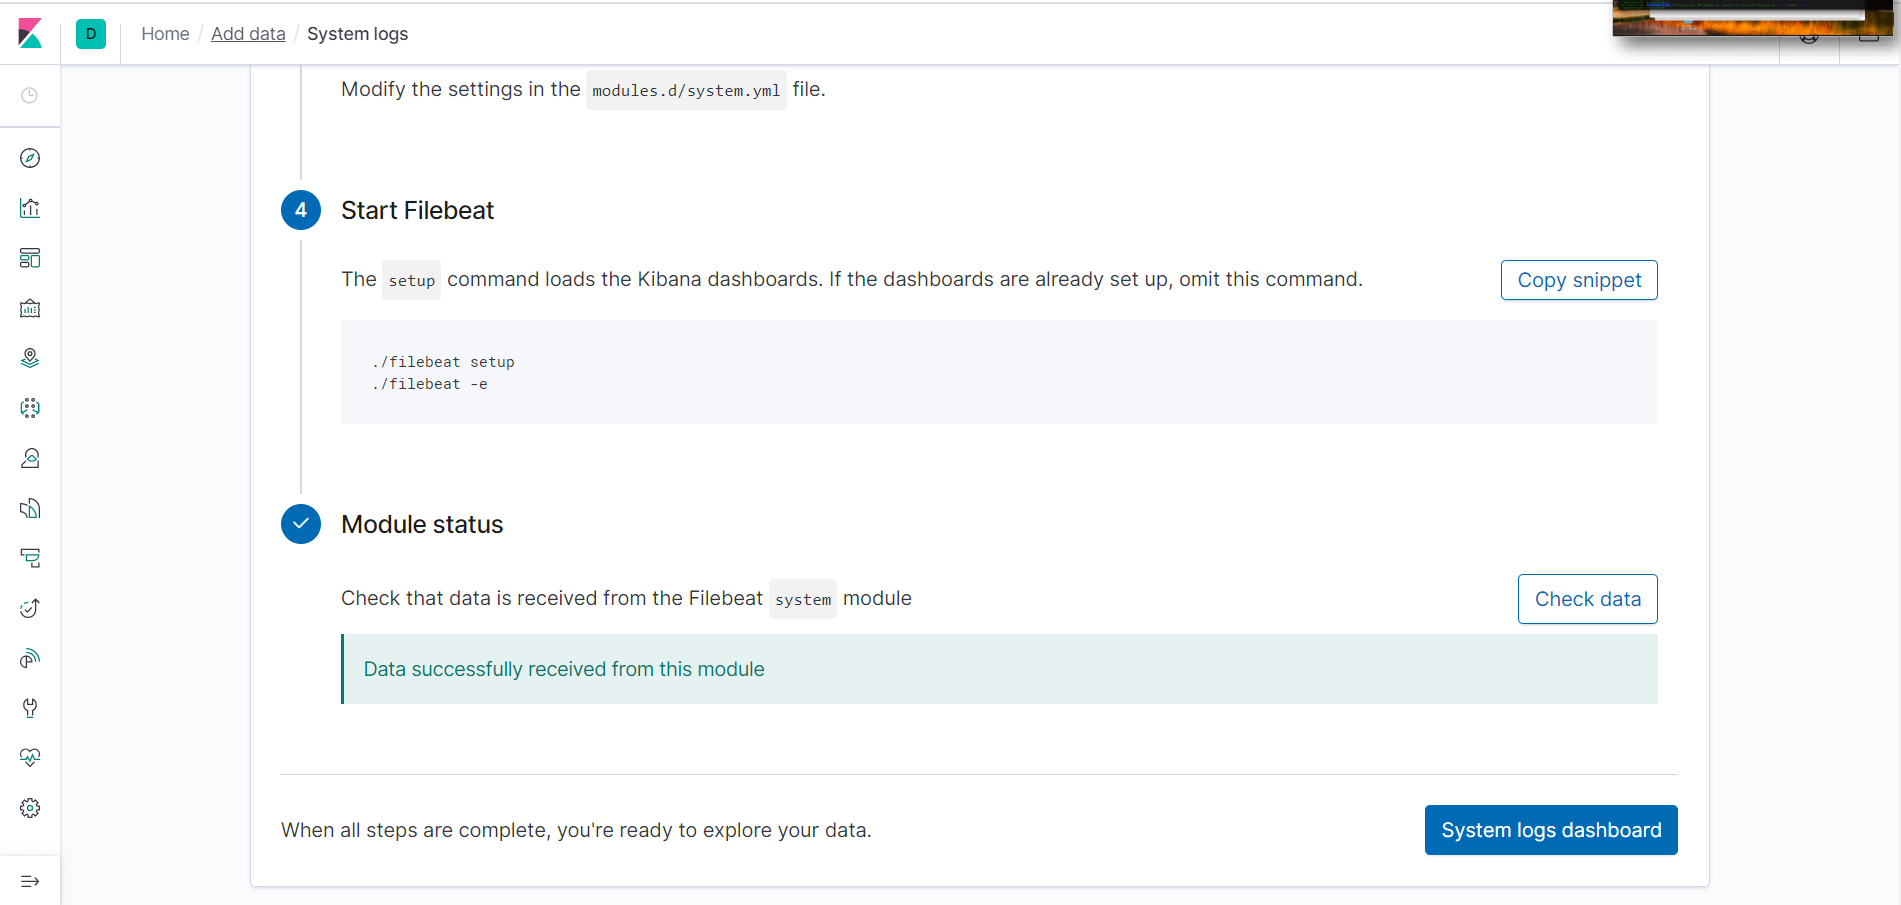 D
Home / Add data / System logs
Modify the settings in the modules.d/system.yml file.
4 Start Filebeat
The setup command loads the Kibana dashboards. If the dashboards are already set up, omit this command.
Copy snippet
./filebeat setup
./filebeat -e
Module status
Check that data is received from the Filebeat system module
Check data
Data successfully received from this module
When all steps are complete, you're ready to explore your data.
System logs dashboard